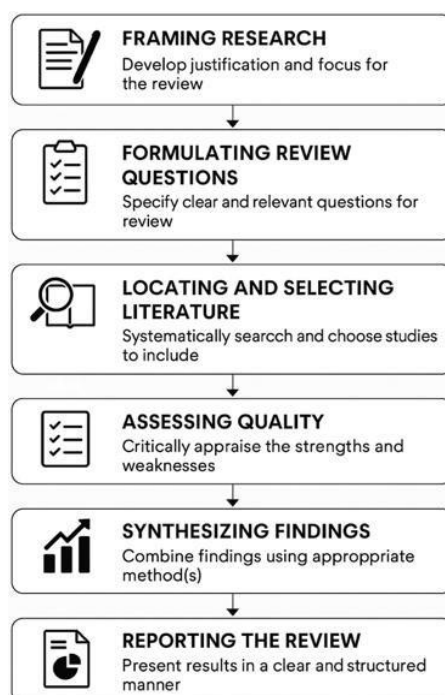 FRAMING RESEARCH
Develop justification and focus for
the review
FORMULATING REVIEW
QUESTIONS
Specify clear and relevant questions for
review
LOCATING AND SELECTING
LITERATURE
Systematically searcch and choose studies
to include
ASSESSING QUALITY
Critically appraise the strengths and
weaknesses
SYNTHESIZING FINDINGS
Combine findings using approppriate
method(s)
REPORTING THE REVIEW
Present results in a clear and structured
manner